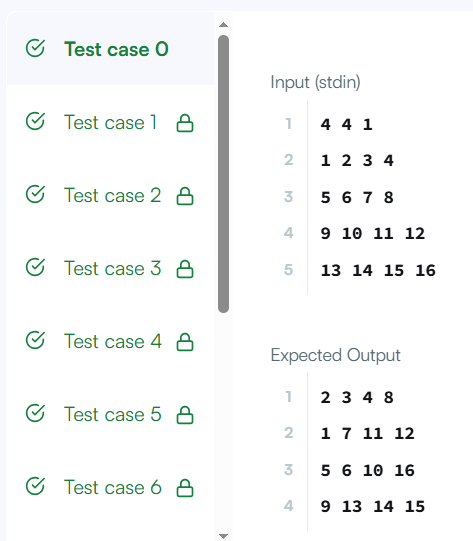 Test case 0
Test case 1
Test case 2
Test case 3
Test case 4
Test case 5
Test case 6
Input (stdin)
1 4 4 1
2 1 2 3 4
3 5 6 7 8
4 9 10 11 12
5 13 14 15 16
Expected Output
1 2 3 4 8
2 1 7 11 12
3 5 6 10 16
4 9 13 14 15